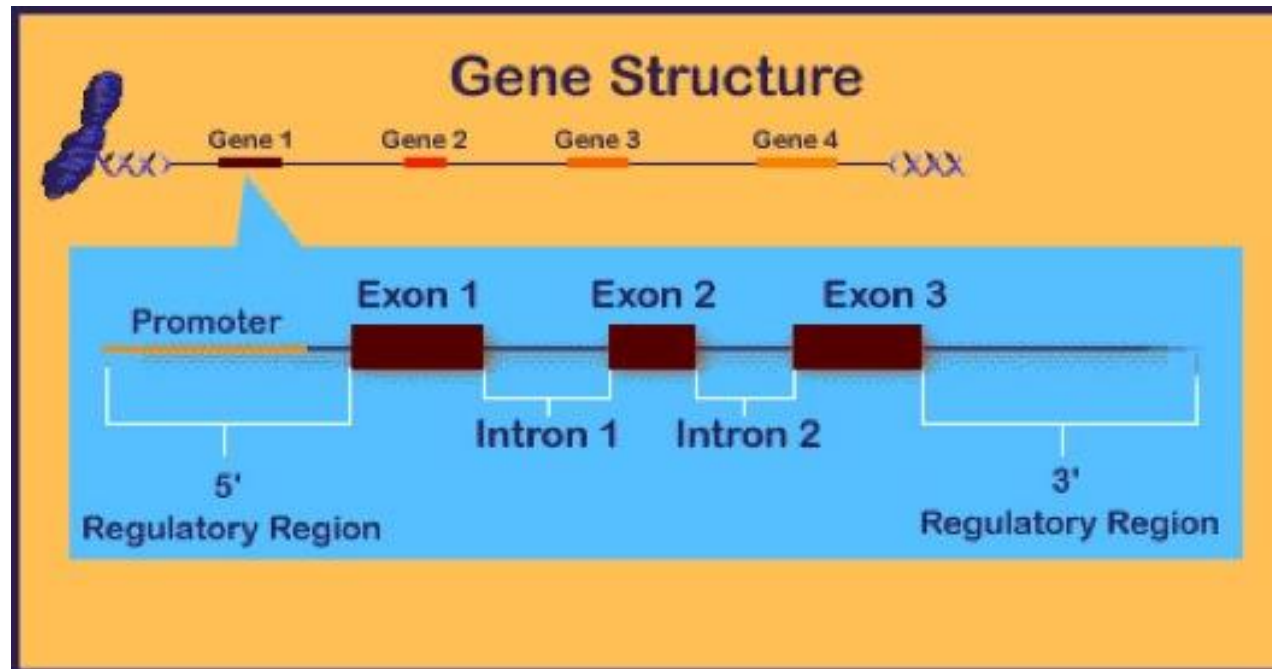 Gene Structure
Gene 1 Gene 2 Gene 3 Gene 4
Exon 1 Exon 2 Exon 3
Promoter
Intron 1 Intron 2
5' 3'
Regulatory Region Regulatory Region